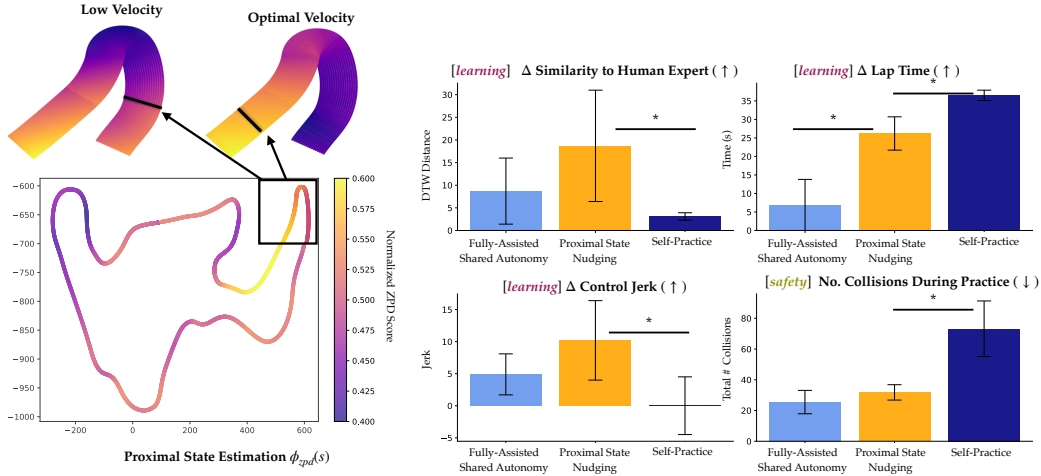 Low Velocity
Optimal Velocity
−600
−650
−700
−750
−800
−850
−900
−950
−1000
−200
0
200
400
600
0.600
0.575
0.550
0.525
0.500
0.475
0.450
0.425
0.400
Normalized ZPD Score
Proximal State Estimation ϕzpd(s)
[learning] Δ Similarity to Human Expert (↑)
DTW Distance
30
25
20
15
10
5
0
*
Fully-Assisted
Shared Autonomy
Proximal State
Nudging
Self-Practice
[learning] Δ Lap Time (↑)
Time (s)
35
30
25
20
15
10
5
0
*
*
Fully-Assisted
Shared Autonomy
Proximal State
Nudging
Self-Practice
[learning] Δ Control Jerk (↑)
Jerk
15
10
5
0
−5
*
Fully-Assisted
Shared Autonomy
Proximal State
Nudging
Self-Practice
[safety] No. Collisions During Practice (↓)
Total # Collisions
80
60
40
20
0
*
Fully-Assisted
Shared Autonomy
Proximal State
Nudging
Self-Practice